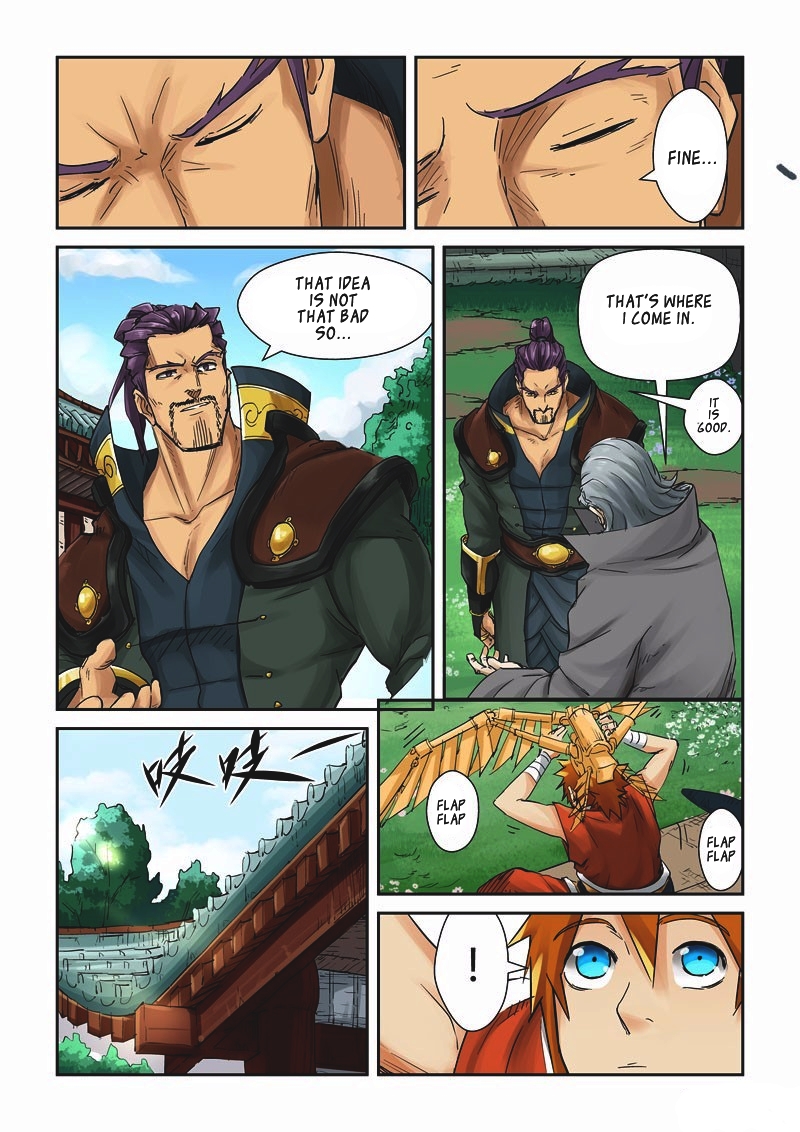 FINE...
THAT IDEA
IS NOT
THAT BAD
SO...
THAT'S WHERE
I COME IN.
IT
IS
GOOD.
吱吱一
FLAP
FLAP
FLAP
FLAP
!